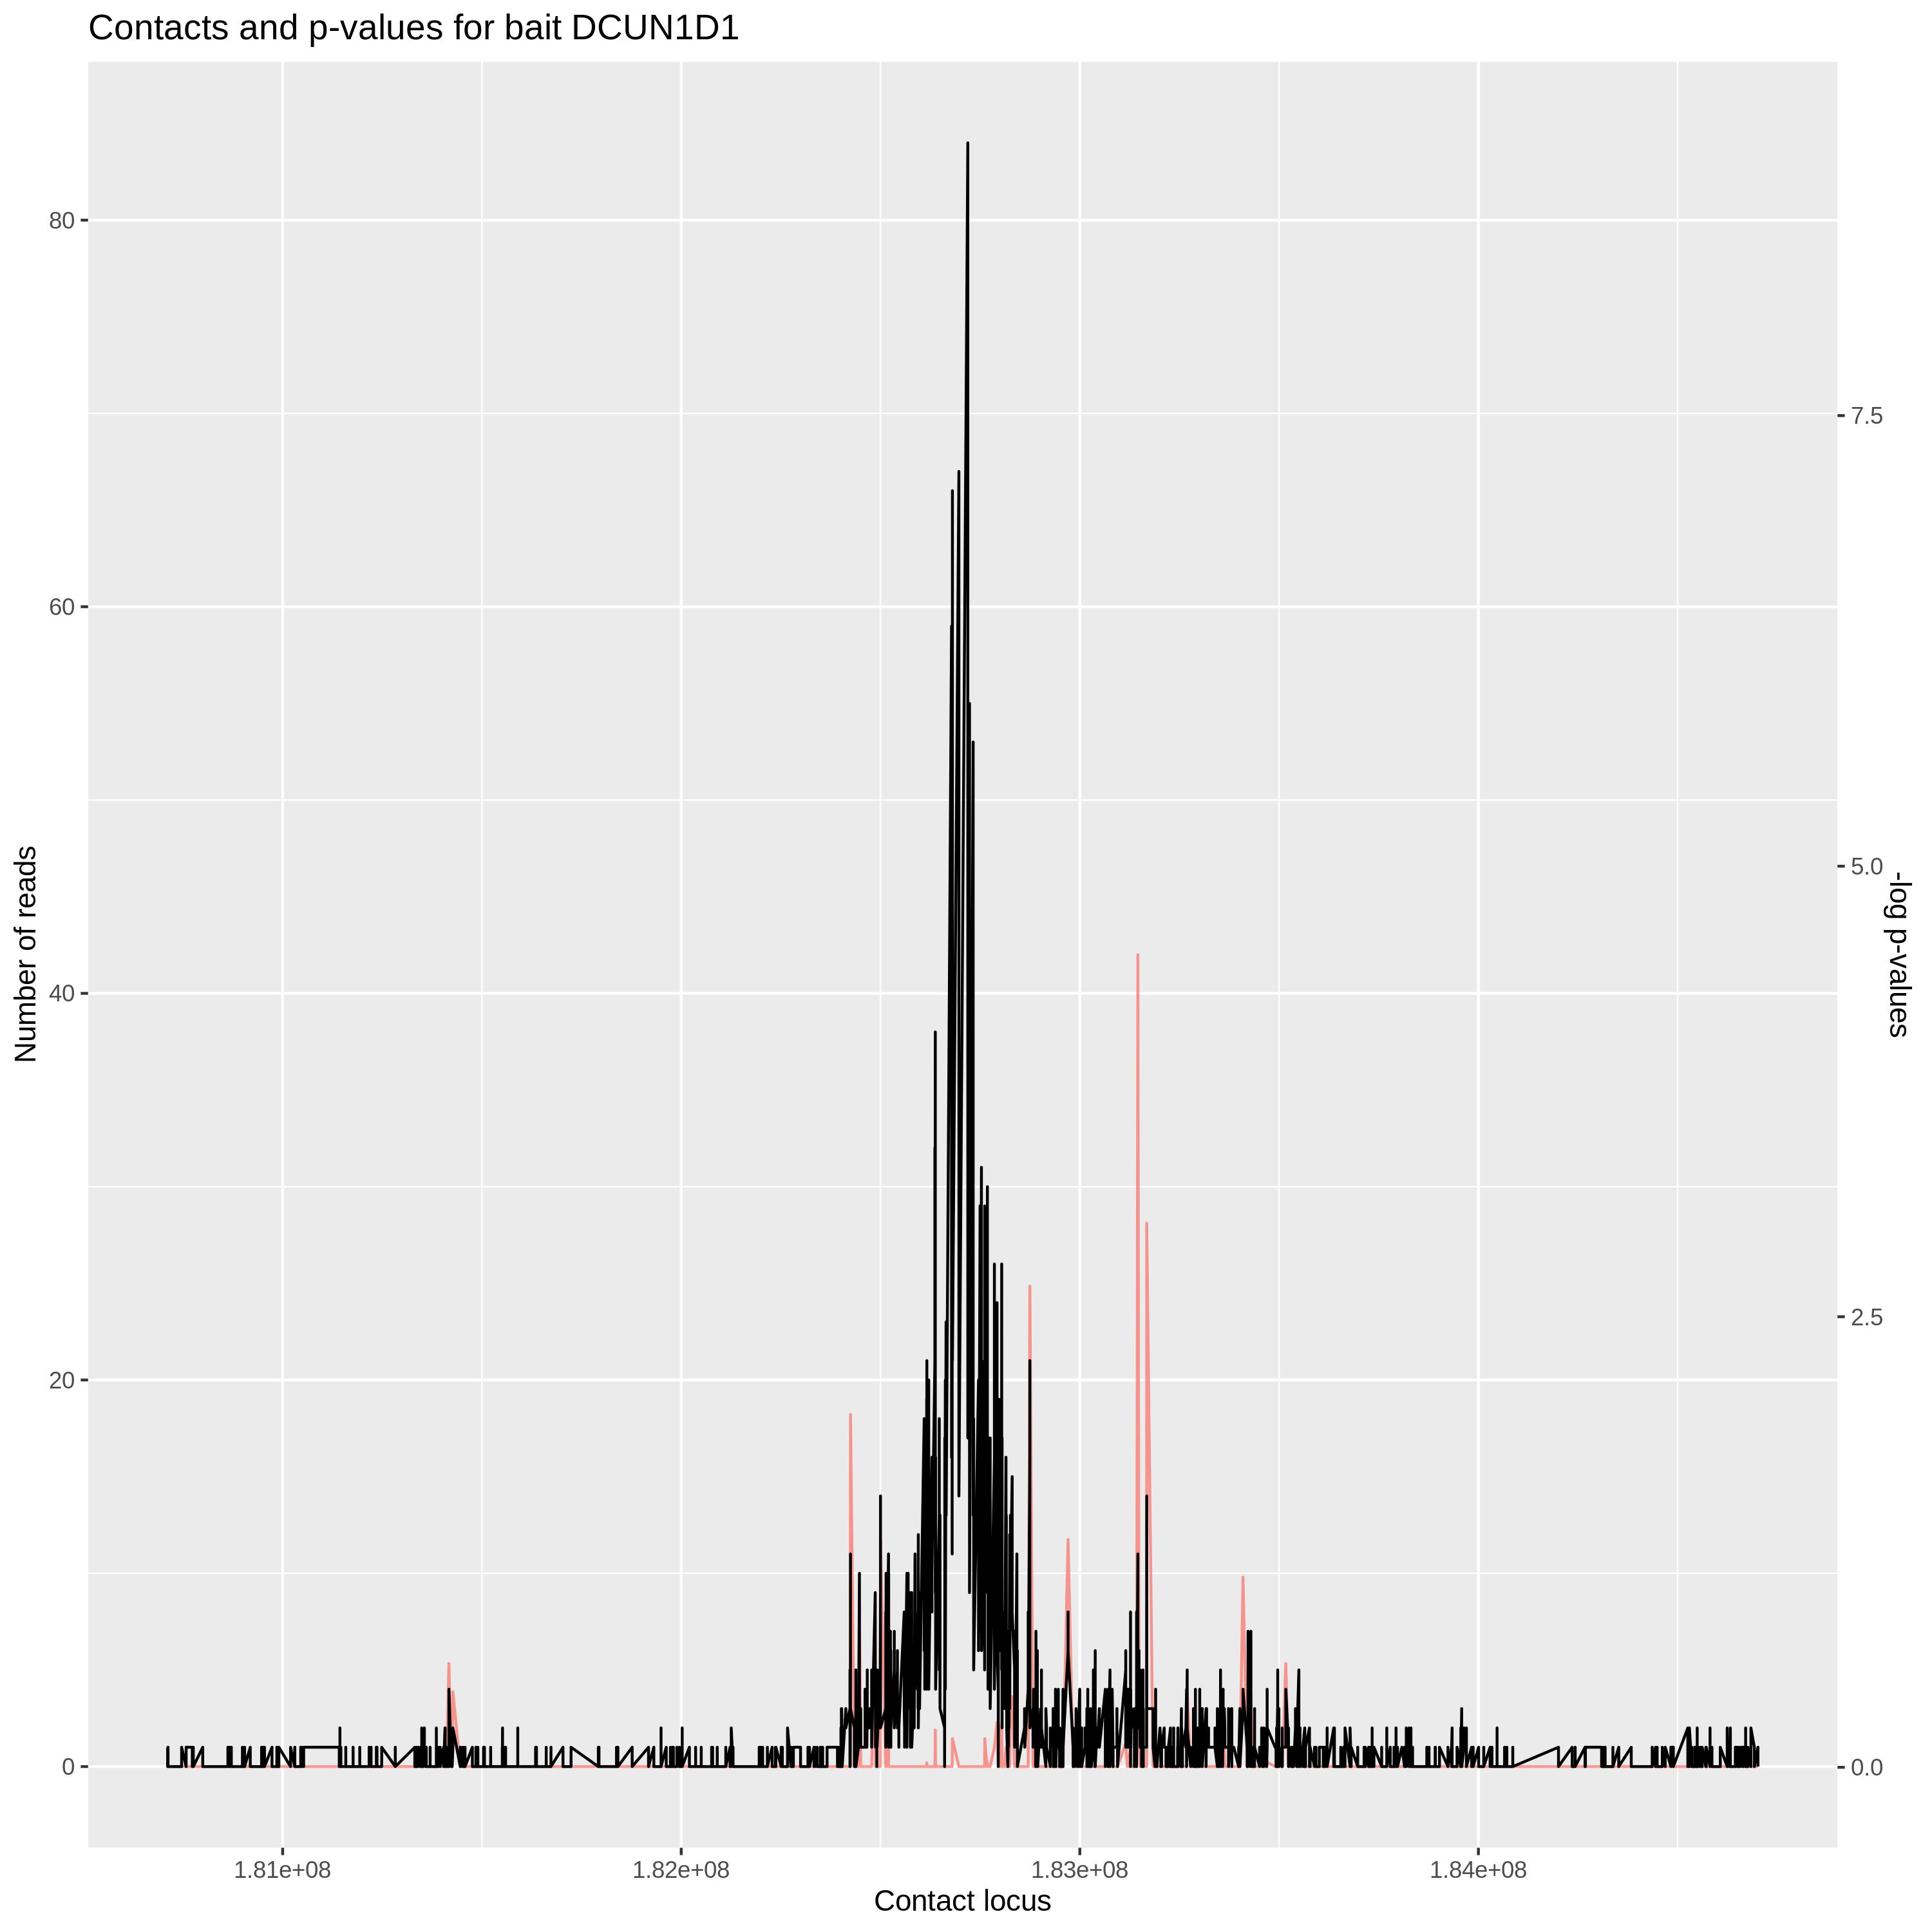 Contacts and p-values for bait DCUN1D1
Number of reads
80
60
40
20
0
7.5
5.0
2.5
0.0
-log p-values
1.81e+08
1.82e+08
1.83e+08
1.84e+08
Contact locus